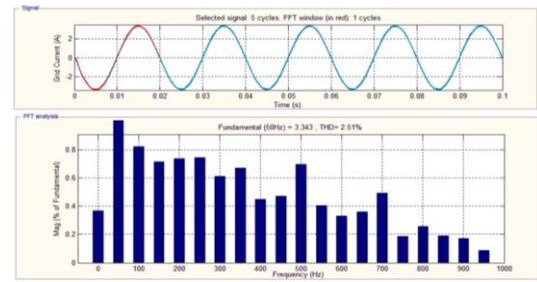 Signal
Selected signal: 5 cycles. FFT window (in red): 1 cycles
Grid Current (A)
2
0
-2
0 0.01 0.02 0.03 0.04 0.05 0.06 0.07 0.08 0.09 0.1
Time (s)
FFT analysis
Fundamental (50Hz) = 3.343 , THD= 2.51%
Mag (% of Fundamental)
0.8
0.6
0.4
0.2
0
0 100 200 300 400 500 600 700 800 900 1000
Frequency (Hz)